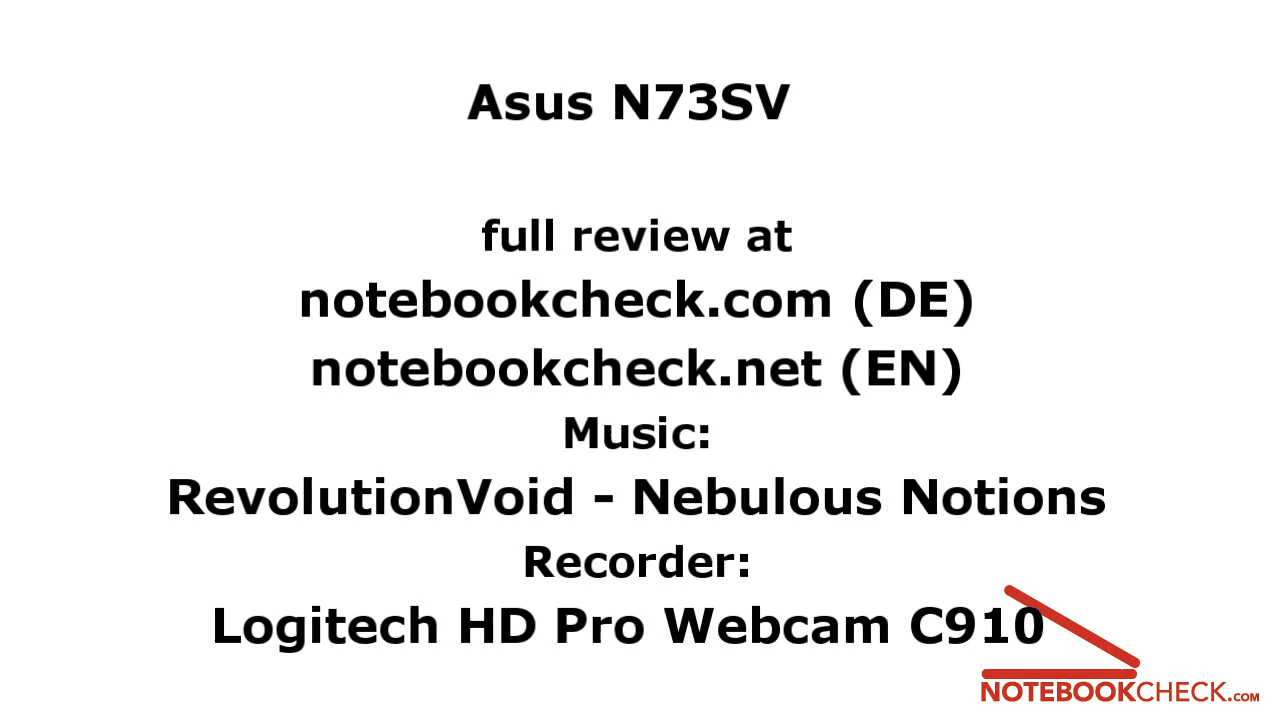 Asus N73SV
full review at
notebookcheck.com (DE)
notebookcheck.net (EN)
Music:
RevolutionVoid - Nebulous Notions
Recorder:
Logitech HD Pro Webcam C910
NOTEBOOKCHECK.COM